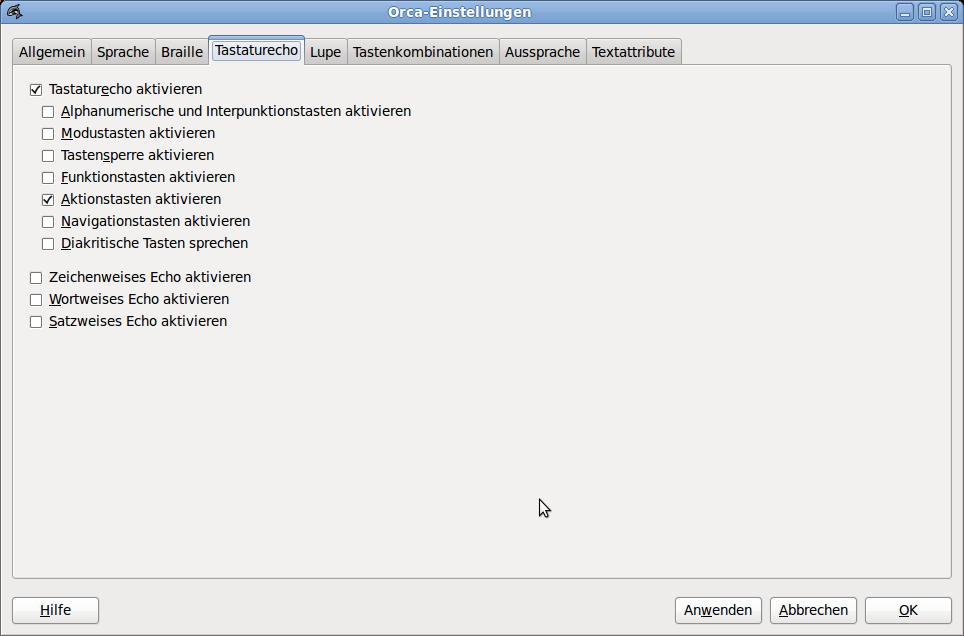 Orca-Einstellungen
Allgemein Sprache Braille Tastaturecho Lupe Tastenkombinationen Aussprache Textattribute
Tastaturecho aktivieren
Alphanumerische und Interpunktionstasten aktivieren
Modustasten aktivieren
Tastensperre aktivieren
Funktionstasten aktivieren
Aktionstasten aktivieren
Navigationstasten aktivieren
Diakritische Tasten sprechen
Zeichenweises Echo aktivieren
Wortweises Echo aktivieren
Satzweises Echo aktivieren
Hilfe Anwenden Abbrechen OK